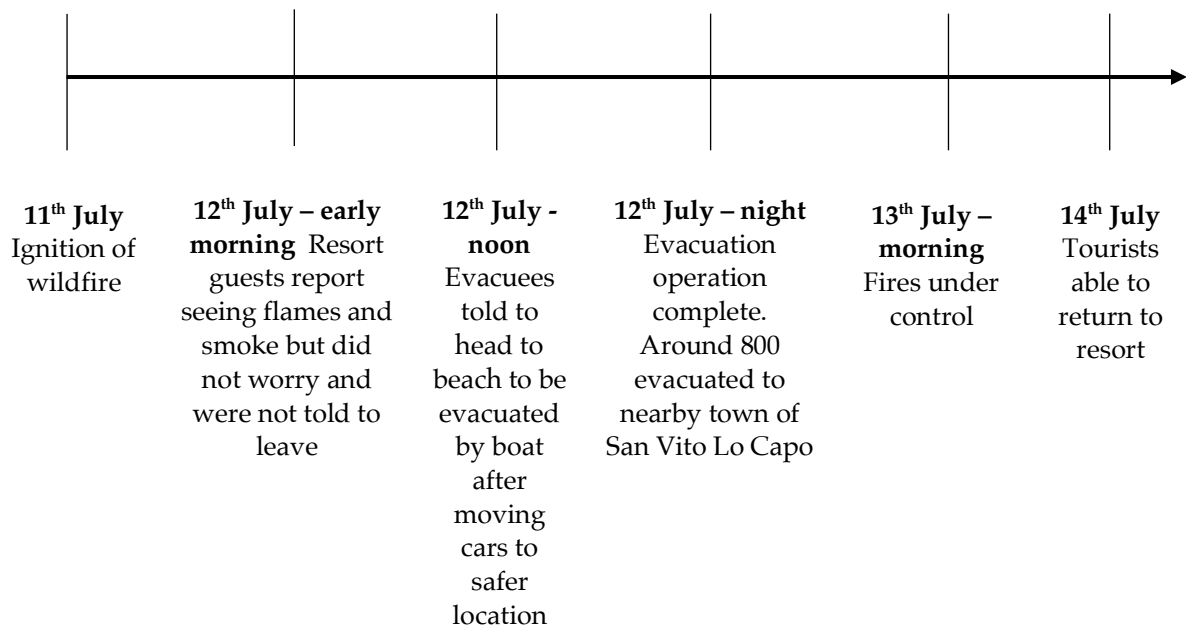 11th July
Ignition of
wildfire
12th July – early
morning Resort
guests report
seeing flames and
smoke but did
not worry and
were not told to
leave
12th July -
noon
Evacuees
told to
head to
beach to be
evacuated
by boat
after
moving
cars to
safer
location
12th July – night
Evacuation
operation
complete.
Around 800
evacuated to
nearby town of
San Vito Lo Capo
13th July –
morning
Fires under
control
14th July
Tourists
able to
return to
resort